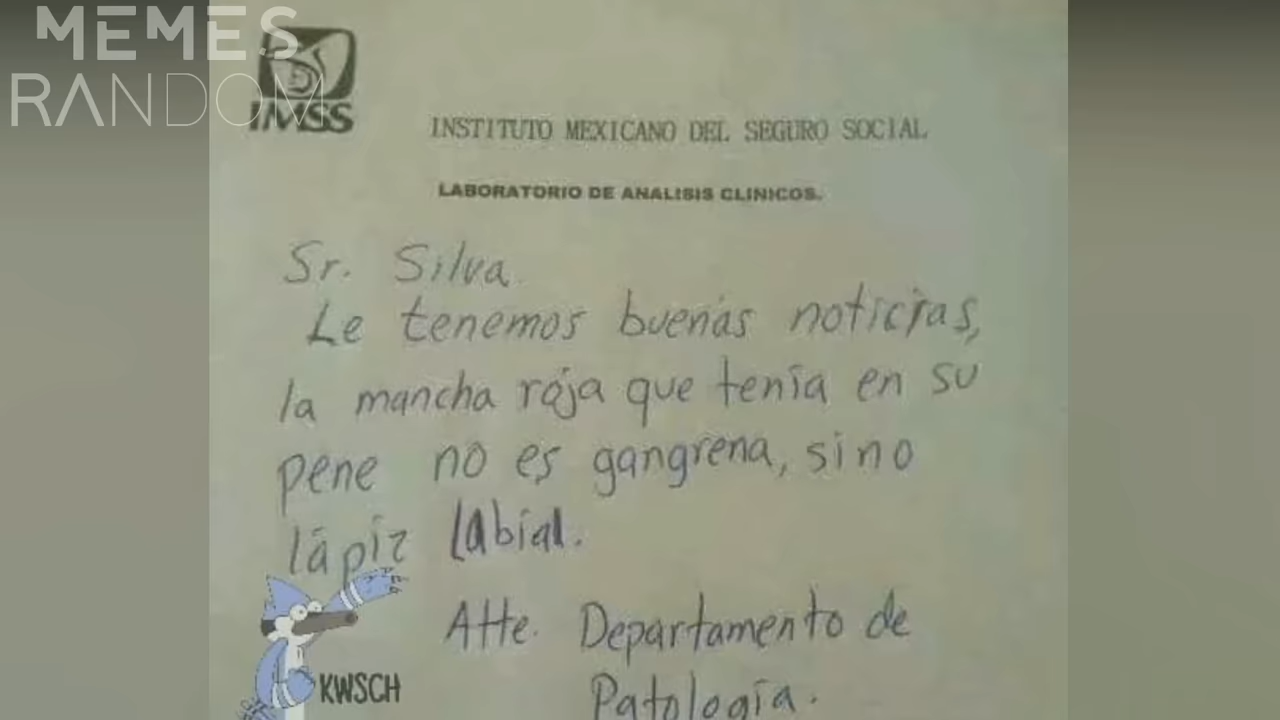 MEMES
RANDOM
IMSS
INSTITUTO MEXICANO DEL SEGURO SOCIAL
LABORATORIO DE ANALISIS CLINICOS.
Sr. Silva.
Le tenemos buenas noticias,
la mancha roja que tenía en su
pene no es gangrena, sino
lápiz labial.
Atte. Departamento de
Patología.
KWSCH